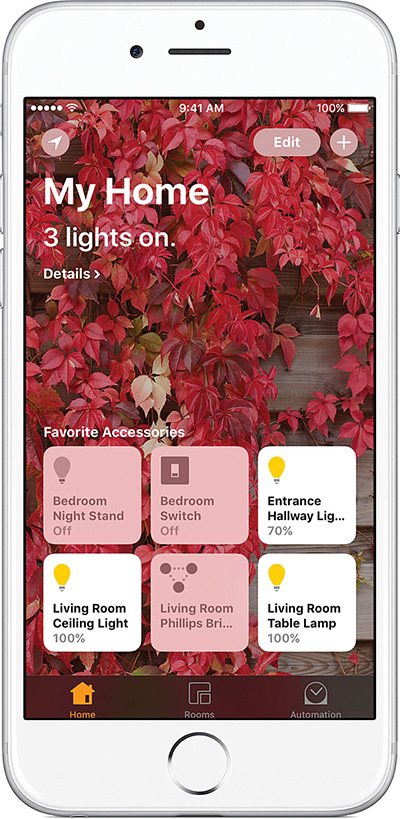 9:41 AM 100%
Edit
My Home
3 lights on.
Details
Favorite Accessories
Bedroom
Night Stand
Off
Bedroom
Switch
Off
Entrance
Hallway Lig...
70%
Living Room
Ceiling Light
100%
Living Room
Phillips Bri...
Living Room
Table Lamp
100%
Home Rooms Automation